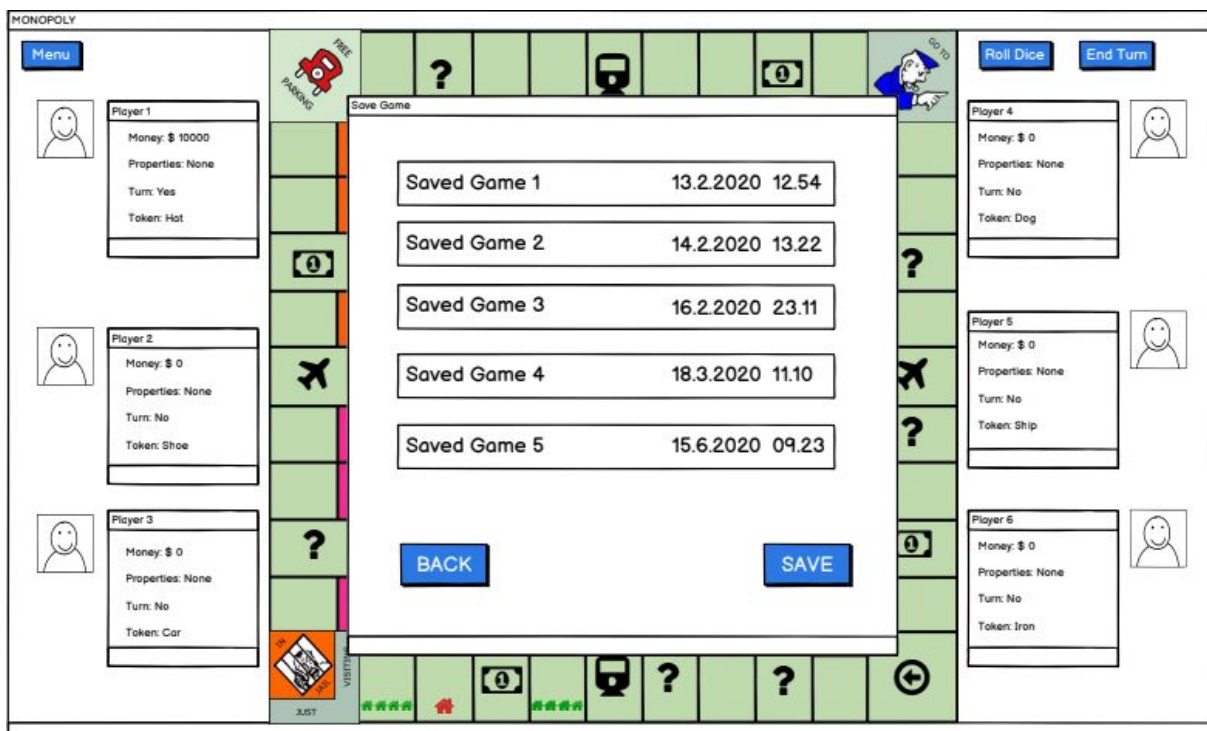 MONOPOLY
Menu
Roll Dice
End Turn
FREE
PARKING
GO TO
Save Game
Saved Game 1 13.2.2020 12.54
Saved Game 2 14.2.2020 13.22
Saved Game 3 16.2.2020 23.11
Saved Game 4 18.3.2020 11.10
Saved Game 5 15.6.2020 09.23
BACK
SAVE
Player 1
Money: $ 10000
Properties: None
Turn: Yes
Token: Hat
Player 2
Money: $ 0
Properties: None
Turn: No
Token: Shoe
Player 3
Money: $ 0
Properties: None
Turn: No
Token: Car
Player 4
Money: $ 0
Properties: None
Turn: No
Token: Dog
Player 5
Money: $ 0
Properties: None
Turn: No
Token: Ship
Player 6
Money: $ 0
Properties: None
Turn: No
Token: Iron
?
1
?
1
?
?
?
1
IN
JAIL
JUST
VISITING
1
?
?